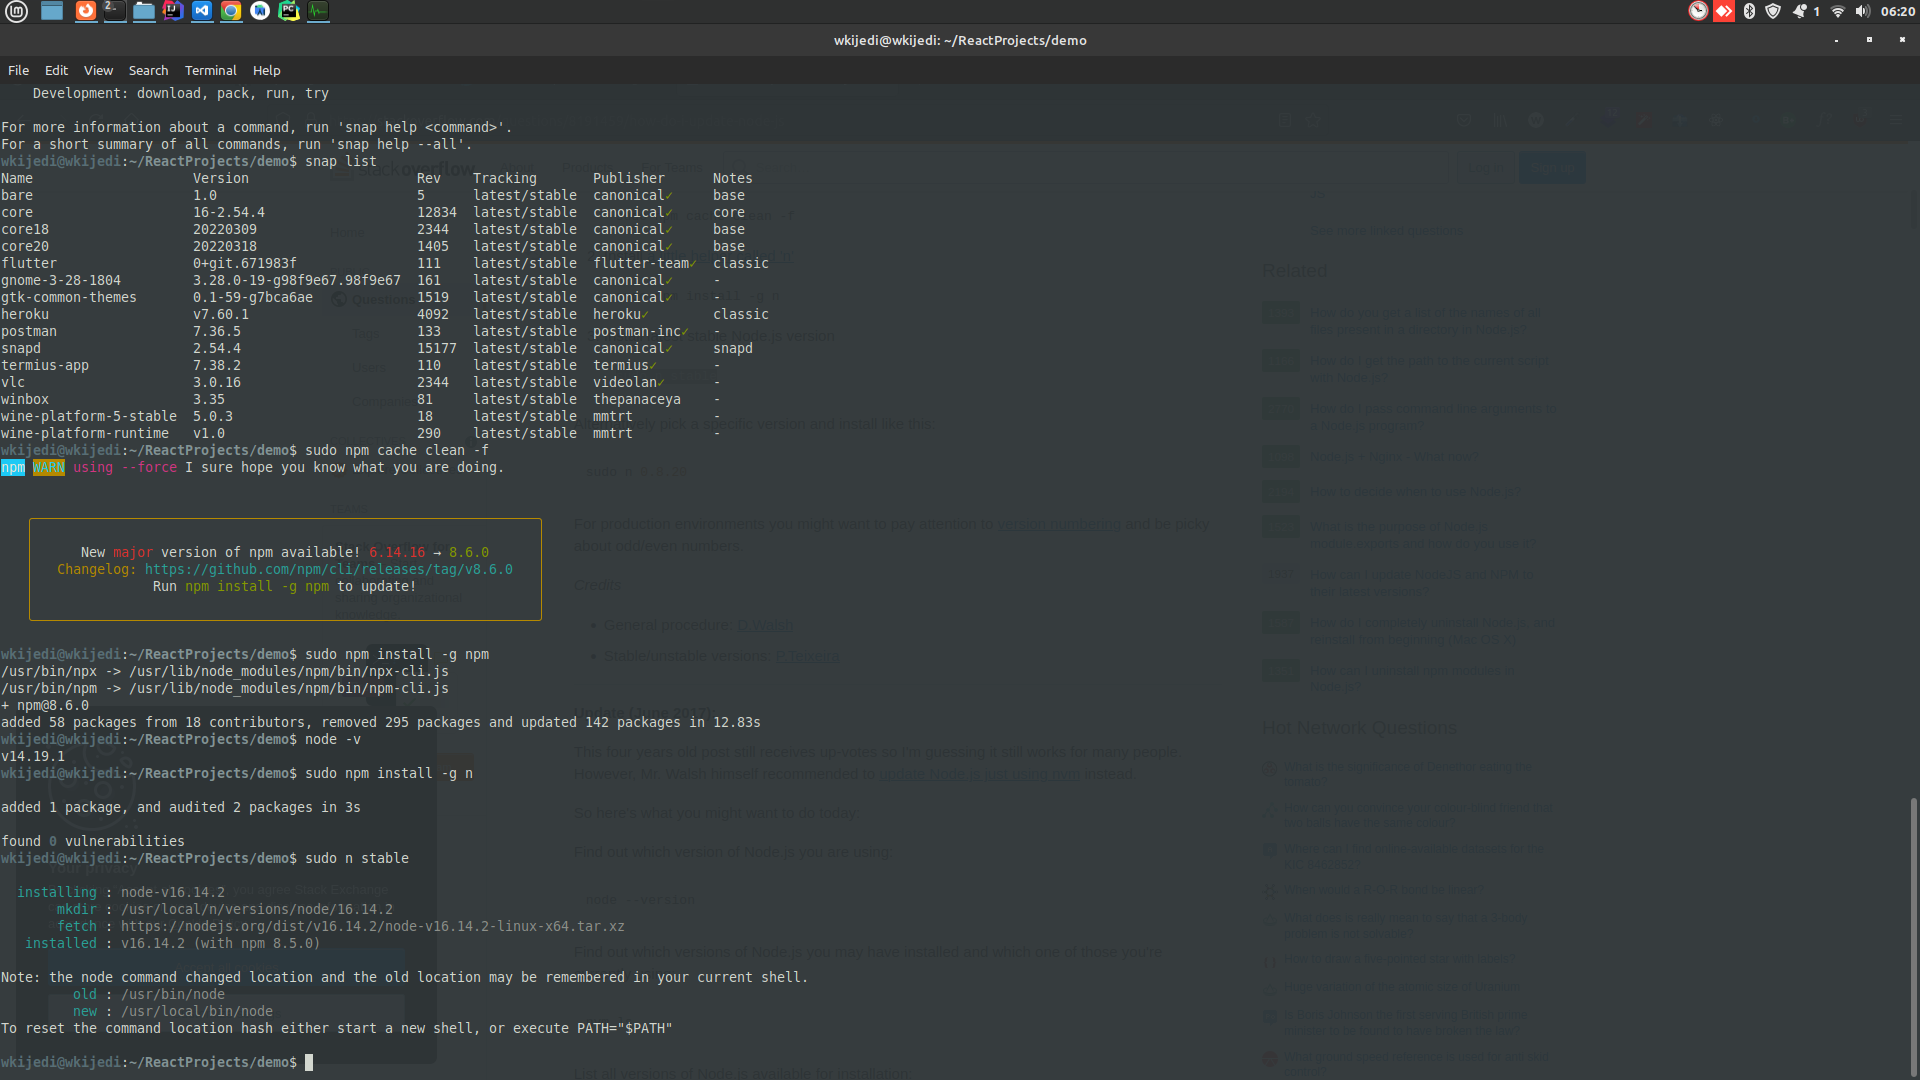 06:20
wkijedi@wkijedi: ~/ReactProjects/demo
File Edit View Search Terminal Help
Development: download, pack, run, try
For more information about a command, run 'snap help <command>'.
For a short summary of all commands, run 'snap help --all'.
wkijedi@wkijedi:~/ReactProjects/demo$ snap list
Name Version Rev Tracking Publisher Notes
bare 1.0 5 latest/stable canonical✓ base
core 16-2.54.4 12834 latest/stable canonical✓ core
core18 20220309 2344 latest/stable canonical✓ base
core20 20220318 1405 latest/stable canonical✓ base
flutter 0+git.671983f 111 latest/stable flutter-team✓ classic
gnome-3-28-1804 3.28.0-19-g98f9e67.98f9e67 161 latest/stable canonical✓ -
gtk-common-themes 0.1-59-g7bca6ae 1519 latest/stable canonical✓ -
heroku v7.60.1 4092 latest/stable heroku✓ classic
postman 7.36.5 133 latest/stable postman-inc✓ -
snapd 2.54.4 15177 latest/stable canonical✓ snapd
termius-app 7.38.2 110 latest/stable termius✓ -
vlc 3.0.16 2344 latest/stable videolan✓ -
winbox 3.35 81 latest/stable thepanaceya -
wine-platform-5-stable 5.0.3 18 latest/stable mmtrt -
wine-platform-runtime v1.0 290 latest/stable mmtrt -
wkijedi@wkijedi:~/ReactProjects/demo$ sudo npm cache clean -f
npm WARN using --force I sure hope you know what you are doing.
New major version of npm available! 6.14.16 → 8.6.0
Changelog: https://github.com/npm/cli/releases/tag/v8.6.0
Run npm install -g npm to update!
wkijedi@wkijedi:~/ReactProjects/demo$ sudo npm install -g npm
/usr/bin/npx -> /usr/lib/node_modules/npm/bin/npx-cli.js
/usr/bin/npm -> /usr/lib/node_modules/npm/bin/npm-cli.js
+ npm@8.6.0
added 58 packages from 18 contributors, removed 295 packages and updated 142 packages in 12.83s
wkijedi@wkijedi:~/ReactProjects/demo$ node -v
v14.19.1
wkijedi@wkijedi:~/ReactProjects/demo$ sudo npm install -g n
added 1 package, and audited 2 packages in 3s
found 0 vulnerabilities
wkijedi@wkijedi:~/ReactProjects/demo$ sudo n stable
installing : node-v16.14.2
mkdir : /usr/local/n/versions/node/16.14.2
fetch : https://nodejs.org/dist/v16.14.2/node-v16.14.2-linux-x64.tar.xz
installed : v16.14.2 (with npm 8.5.0)
Note: the node command changed location and the old location may be remembered in your current shell.
old : /usr/bin/node
new : /usr/local/bin/node
To reset the command location hash either start a new shell, or execute PATH="$PATH"
wkijedi@wkijedi:~/ReactProjects/demo$